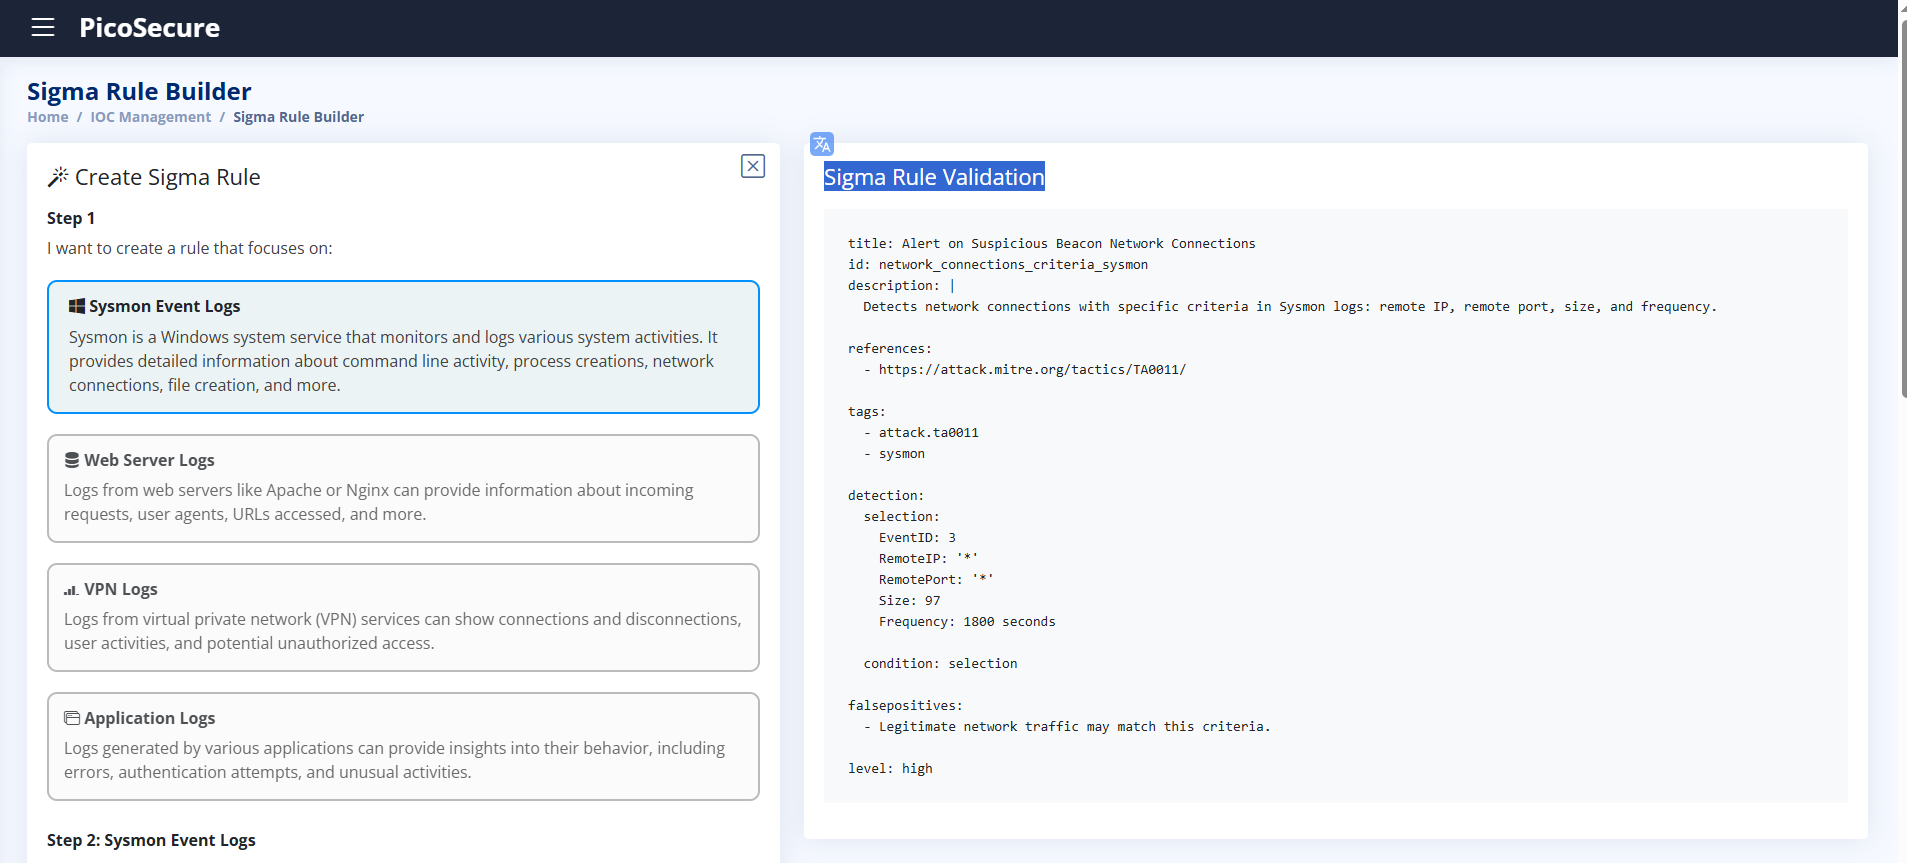 PicoSecure
Sigma Rule Builder
Home / IOC Management / Sigma Rule Builder
Create Sigma Rule
Step 1
I want to create a rule that focuses on:
Sysmon Event Logs
Sysmon is a Windows system service that monitors and logs various system activities. It
provides detailed information about command line activity, process creations, network
connections, file creation, and more.
Web Server Logs
Logs from web servers like Apache or Nginx can provide information about incoming
requests, user agents, URLs accessed, and more.
VPN Logs
Logs from virtual private network (VPN) services can show connections and disconnections,
user activities, and potential unauthorized access.
Application Logs
Logs generated by various applications can provide insights into their behavior, including
errors, authentication attempts, and unusual activities.
Step 2: Sysmon Event Logs
Sigma Rule Validation
title: Alert on Suspicious Beacon Network Connections
id: network_connections_criteria_sysmon
description: |
  Detects network connections with specific criteria in Sysmon logs: remote IP, remote port, size, and frequency.
references:
  - https://attack.mitre.org/tactics/TA0011/
tags:
  - attack.ta0011
  - sysmon
detection:
  selection:
    EventID: 3
    RemoteIP: '*'
    RemotePort: '*'
    Size: 97
    Frequency: 1800 seconds
  condition: selection
falsepositives:
  - Legitimate network traffic may match this criteria.
level: high